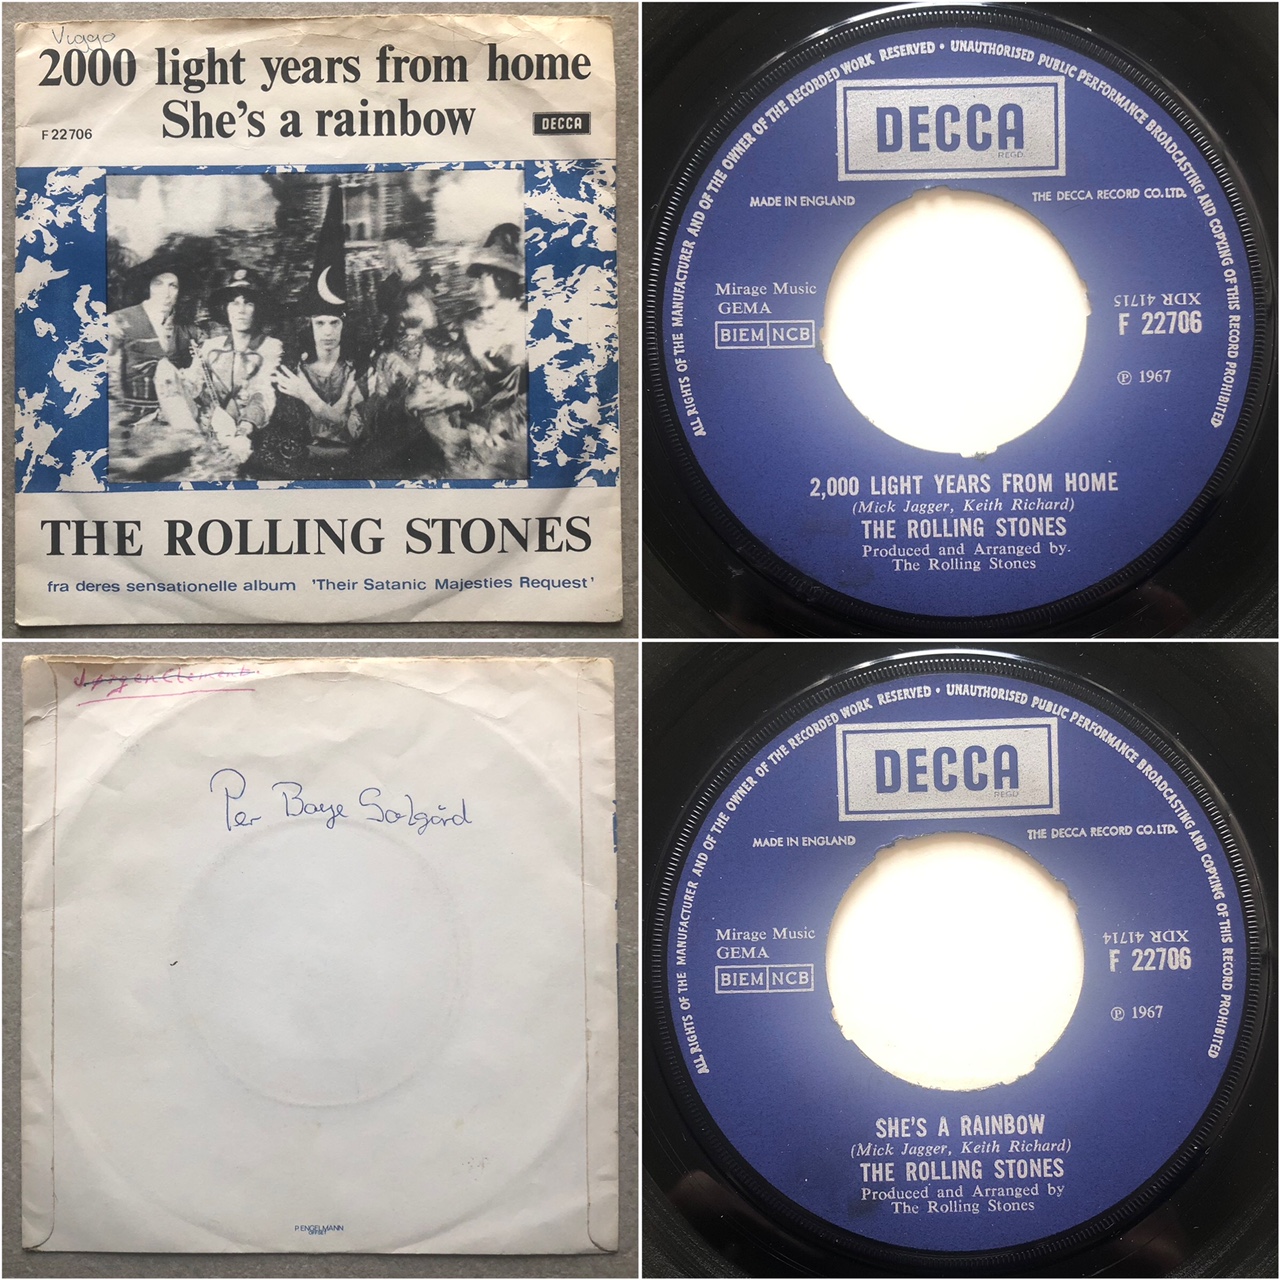 Viggo
2000 light years from home
She's a rainbow
F 22706
DECCA
THE ROLLING STONES
fra deres sensationelle album 'Their Satanic Majesties Request'
ALL RIGHTS OF THE MANUFACTURER AND OF THE OWNER OF THE RECORDED WORK RESERVED • UNAUTHORISED PUBLIC PERFORMANCE BROADCASTING AND COPYING OF THIS RECORD PROHIBITED
DECCA
REGD.
MADE IN ENGLAND
THE DECCA RECORD CO. LTD.
Mirage Music
GEMA
BIEM NCB
XDR 41715
F 22706
℗ 1967
2,000 LIGHT YEARS FROM HOME
(Mick Jagger, Keith Richard)
THE ROLLING STONES
Produced and Arranged by.
The Rolling Stones
Per Boye
P. ENGELMANN
OFFSET
ALL RIGHTS OF THE MANUFACTURER AND OF THE OWNER OF THE RECORDED WORK RESERVED • UNAUTHORISED PUBLIC PERFORMANCE BROADCASTING AND COPYING OF THIS RECORD PROHIBITED
DECCA
REGD.
MADE IN ENGLAND
THE DECCA RECORD CO. LTD.
Mirage Music
GEMA
BIEM NCB
XDR 41714
F 22706
℗ 1967
SHE'S A RAINBOW
(Mick Jagger, Keith Richard)
THE ROLLING STONES
Produced and Arranged by
The Rolling Stones